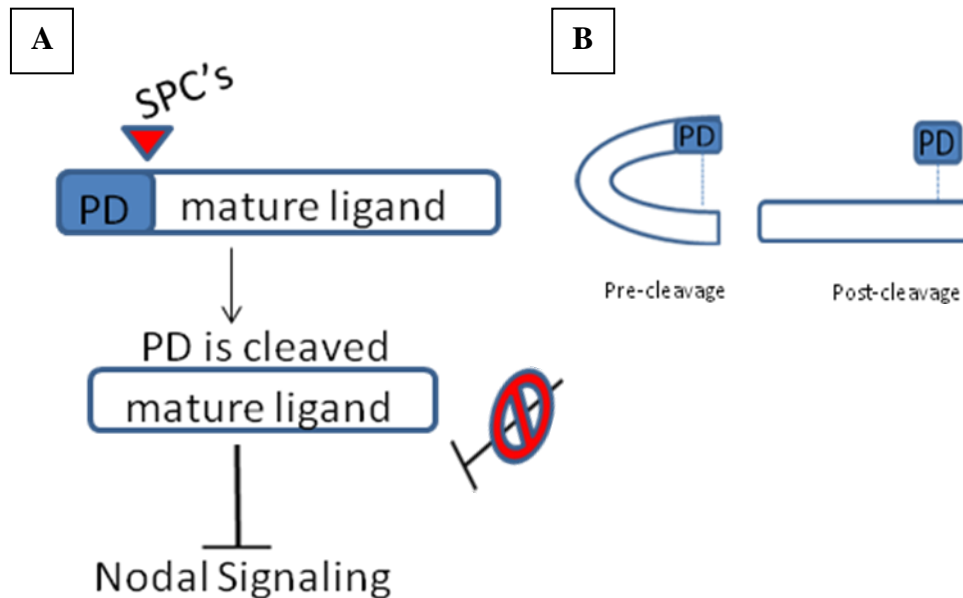 A
SPC's
PD mature ligand
PD is cleaved
mature ligand
Nodal Signaling
B
PD
Pre-cleavage
PD
Post-cleavage